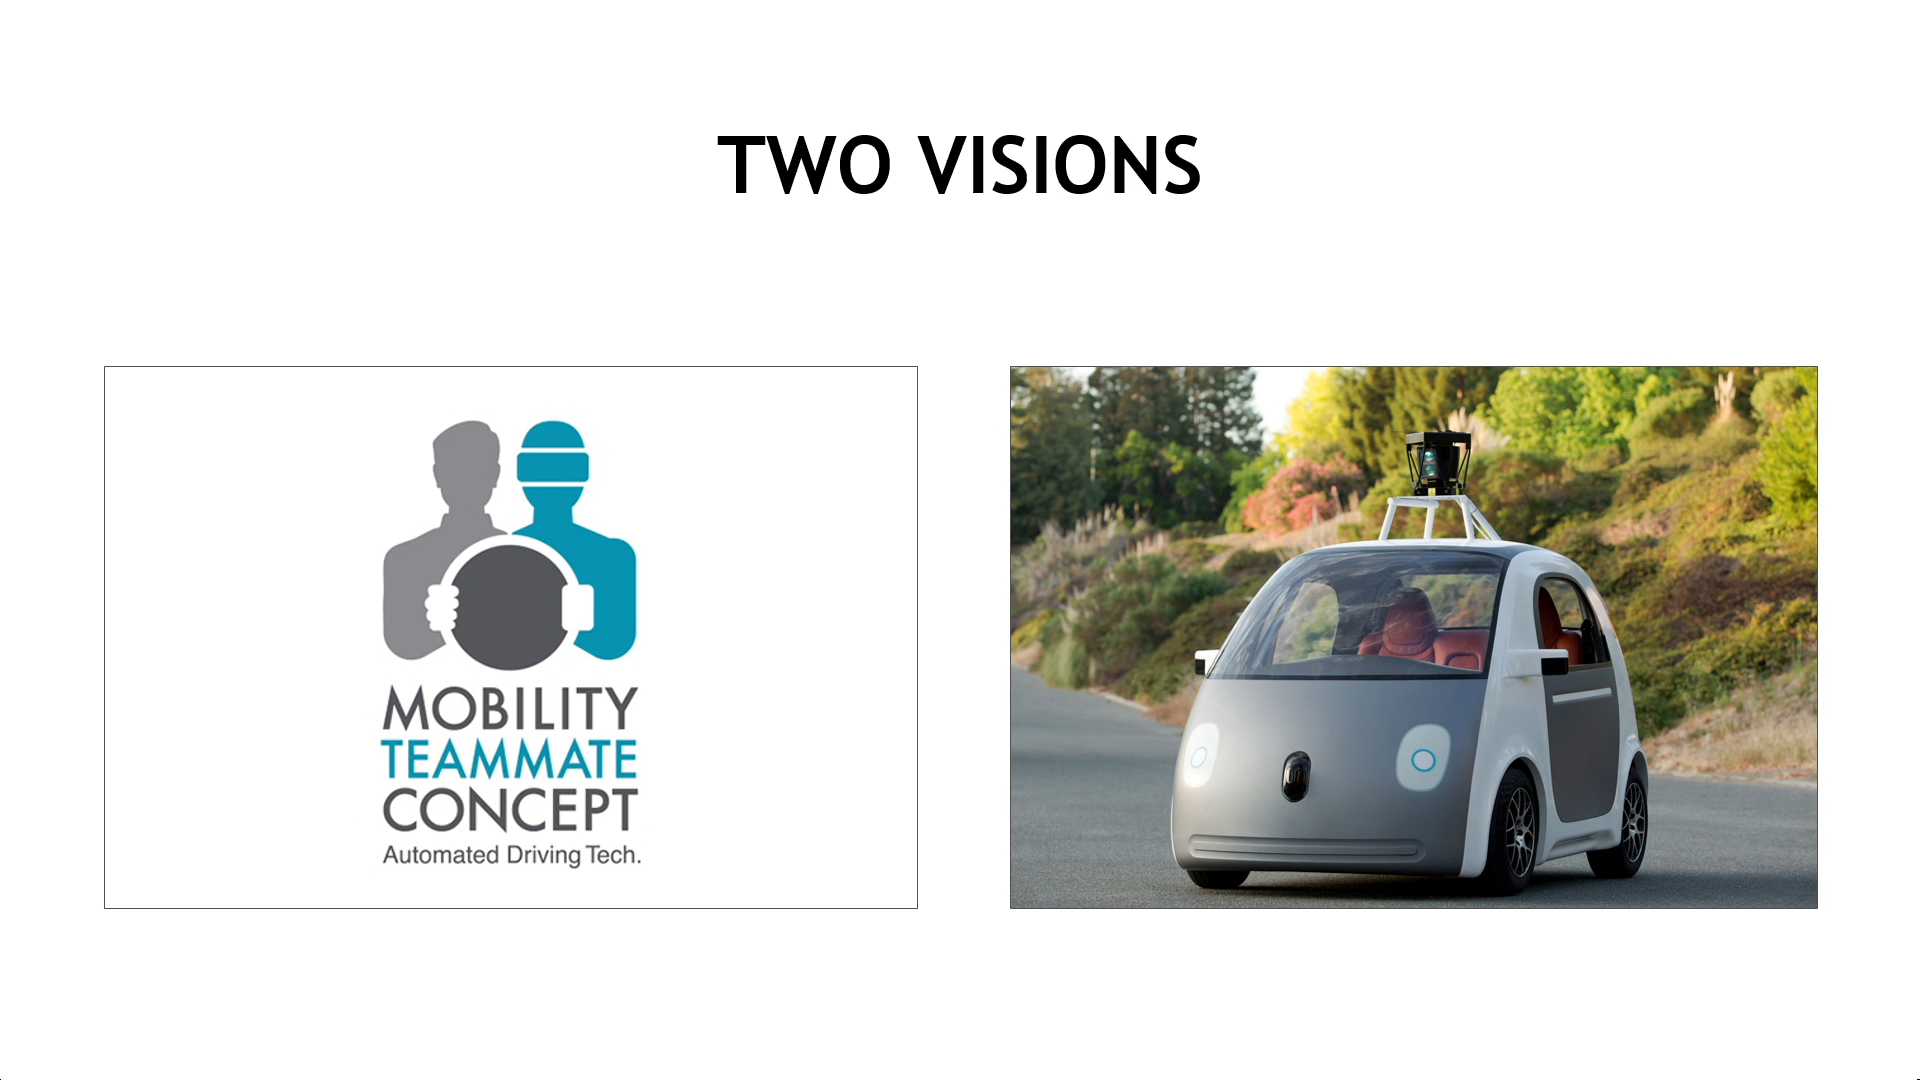 TWO VISIONS
MOBILITY
TEAMMATE
CONCEPT
Automated Driving Tech.